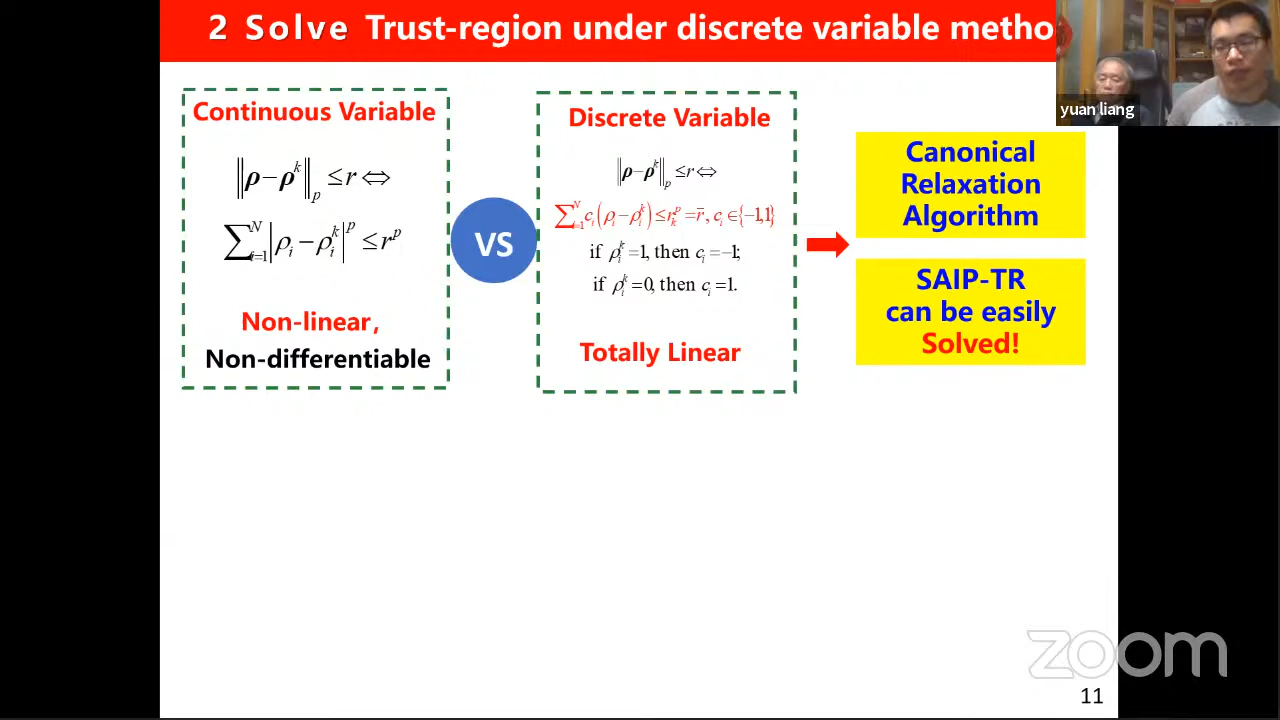 2 Solve Trust-region under discrete variable metho
yuan liang
Continuous Variable
‖ρ−ρ^k‖_p ≤ r ⇔
∑_{i=1}^N |ρ_i − ρ_i^k|^p ≤ r^p
Non-linear,
Non-differentiable
VS
Discrete Variable
‖ρ−ρ^k‖_p ≤ r ⇔
∑_{i=1}^N c_i(ρ_i−ρ_i^k) ≤ r_k^p = r̄, c_i ∈{−1,1}
if ρ_i^k =1, then c_i =−1;
if ρ_i^k =0, then c_i =1.
Totally Linear
Canonical
Relaxation
Algorithm
SAIP-TR
can be easily
Solved!
zoom
11